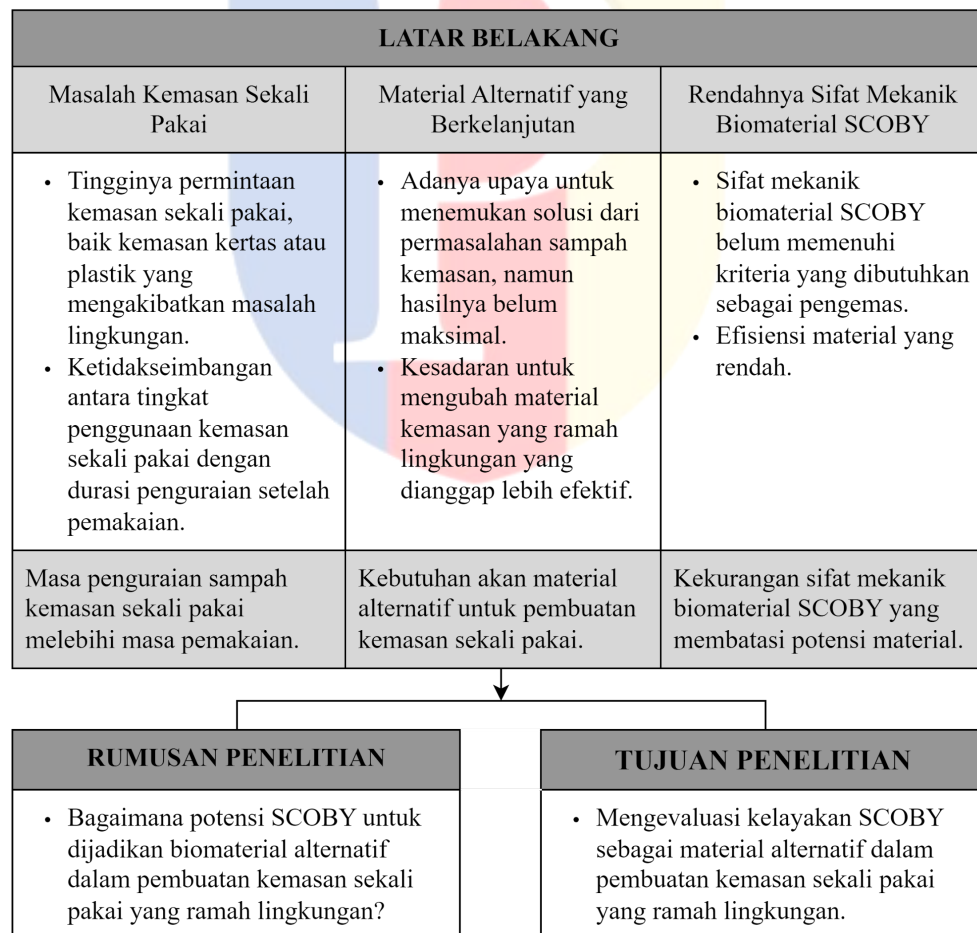 LATAR BELAKANG
Masalah Kemasan Sekali
Pakai
Material Alternatif yang
Berkelanjutan
Rendahnya Sifat Mekanik
Biomaterial SCOBY
• Tingginya permintaan
kemasan sekali pakai,
baik kemasan kertas atau
plastik yang
mengakibatkan masalah
lingkungan.
• Ketidakseimbangan
antara tingkat
penggunaan kemasan
sekali pakai dengan
durasi penguraian setelah
pemakaian.
• Adanya upaya untuk
menemukan solusi dari
permasalahan sampah
kemasan, namun
hasilnya belum
maksimal.
• Kesadaran untuk
mengubah material
kemasan yang ramah
lingkungan yang
dianggap lebih efektif.
• Sifat mekanik
biomaterial SCOBY
belum memenuhi
kriteria yang dibutuhkan
sebagai pengemas.
• Efisiensi material yang
rendah.
Masa penguraian sampah
kemasan sekali pakai
melebihi masa pemakaian.
Kebutuhan akan material
alternatif untuk pembuatan
kemasan sekali pakai.
Kekurangan sifat mekanik
biomaterial SCOBY yang
membatasi potensi material.
RUMUSAN PENELITIAN
• Bagaimana potensi SCOBY untuk
dijadikan biomaterial alternatif
dalam pembuatan kemasan sekali
pakai yang ramah lingkungan?
TUJUAN PENELITIAN
• Mengevaluasi kelayakan SCOBY
sebagai material alternatif dalam
pembuatan kemasan sekali pakai
yang ramah lingkungan.